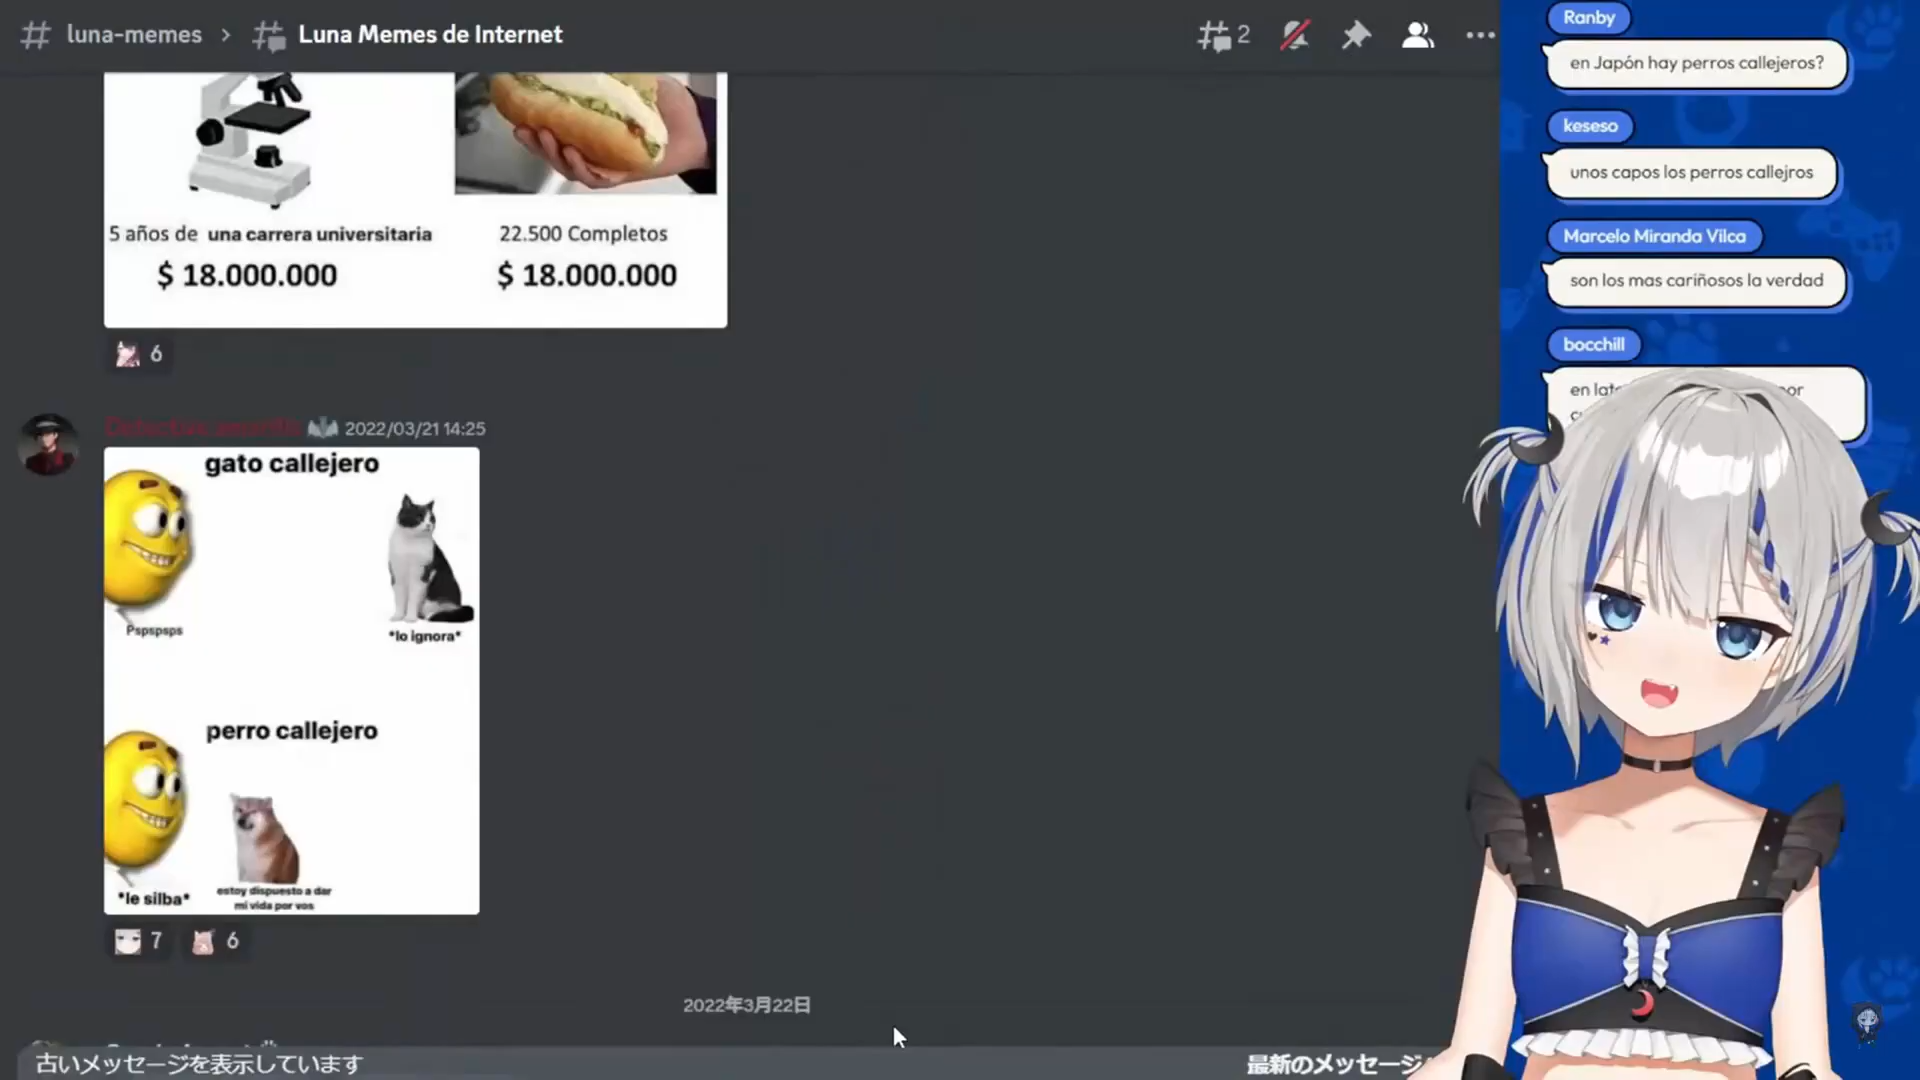 luna-memes > Luna Memes de Internet
2
5 años de una carrera universitaria
$ 18.000.000
22.500 Completos
$ 18.000.000
6
2022/03/21 14:25
gato callejero
Pspspsps
*lo ignora*
perro callejero
*le silba*
estoy dispuesto a dar
mi vida por vos
7
6
2022年3月22日
古いメッセージを表示しています
最新のメッセージ
Ranby
en Japón hay perros callejeros?
keseso
unos capos los perros callejros
Marcelo Miranda Vilca
son los mas cariñosos la verdad
bocchill
en